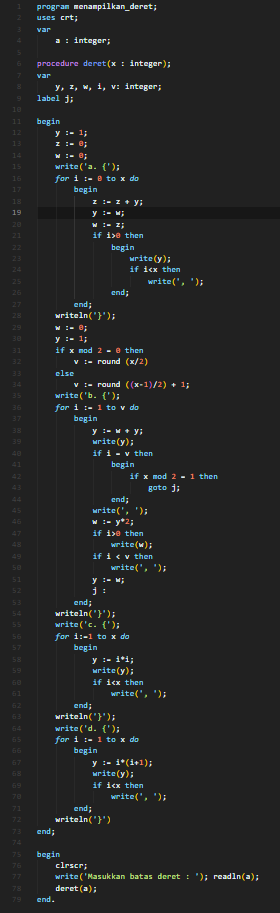 1 program menampilkan_deret;
2 uses crt;
3 var
4 a : integer;
5
6 procedure deret(x : integer);
7 var
8 y, z, w, i, v: integer;
9 label j;
10
11 begin
12 y := 1;
13 z := 0;
14 w := 0;
15 write('a. {');
16 for i := 0 to x do
17 begin
18 z := z + y;
19 y := w;
20 w := z;
21 if i>0 then
22 begin
23 write(y);
24 if i<x then
25 write(', ');
26 end;
27 end;
28 writeln('}');
29 w := 0;
30 y := 1;
31 if x mod 2 = 0 then
32 v := round (x/2)
33 else
34 v := round ((x-1)/2) + 1;
35 write('b. {');
36 for i := 1 to v do
37 begin
38 y := w + y;
39 write(y);
40 if i = v then
41 begin
42 if x mod 2 = 1 then
43 goto j;
44 end;
45 write(', ');
46 w := y*2;
47 if i>0 then
48 write(w);
49 if i < v then
50 write(', ');
51 y := w;
52 j :
53 end;
54 writeln('}');
55 write('c. {');
56 for i:=1 to x do
57 begin
58 y := i*i;
59 write(y);
60 if i<x then
61 write(', ');
62 end;
63 writeln('}');
64 write('d. {');
65 for i := 1 to x do
66 begin
67 y := i*(i+1);
68 write(y);
69 if i<x then
70 write(', ');
71 end;
72 writeln('}')
73 end;
74
75 begin
76 clrscr;
77 write('Masukkan batas deret : '); readln(a);
78 deret(a);
79 end.